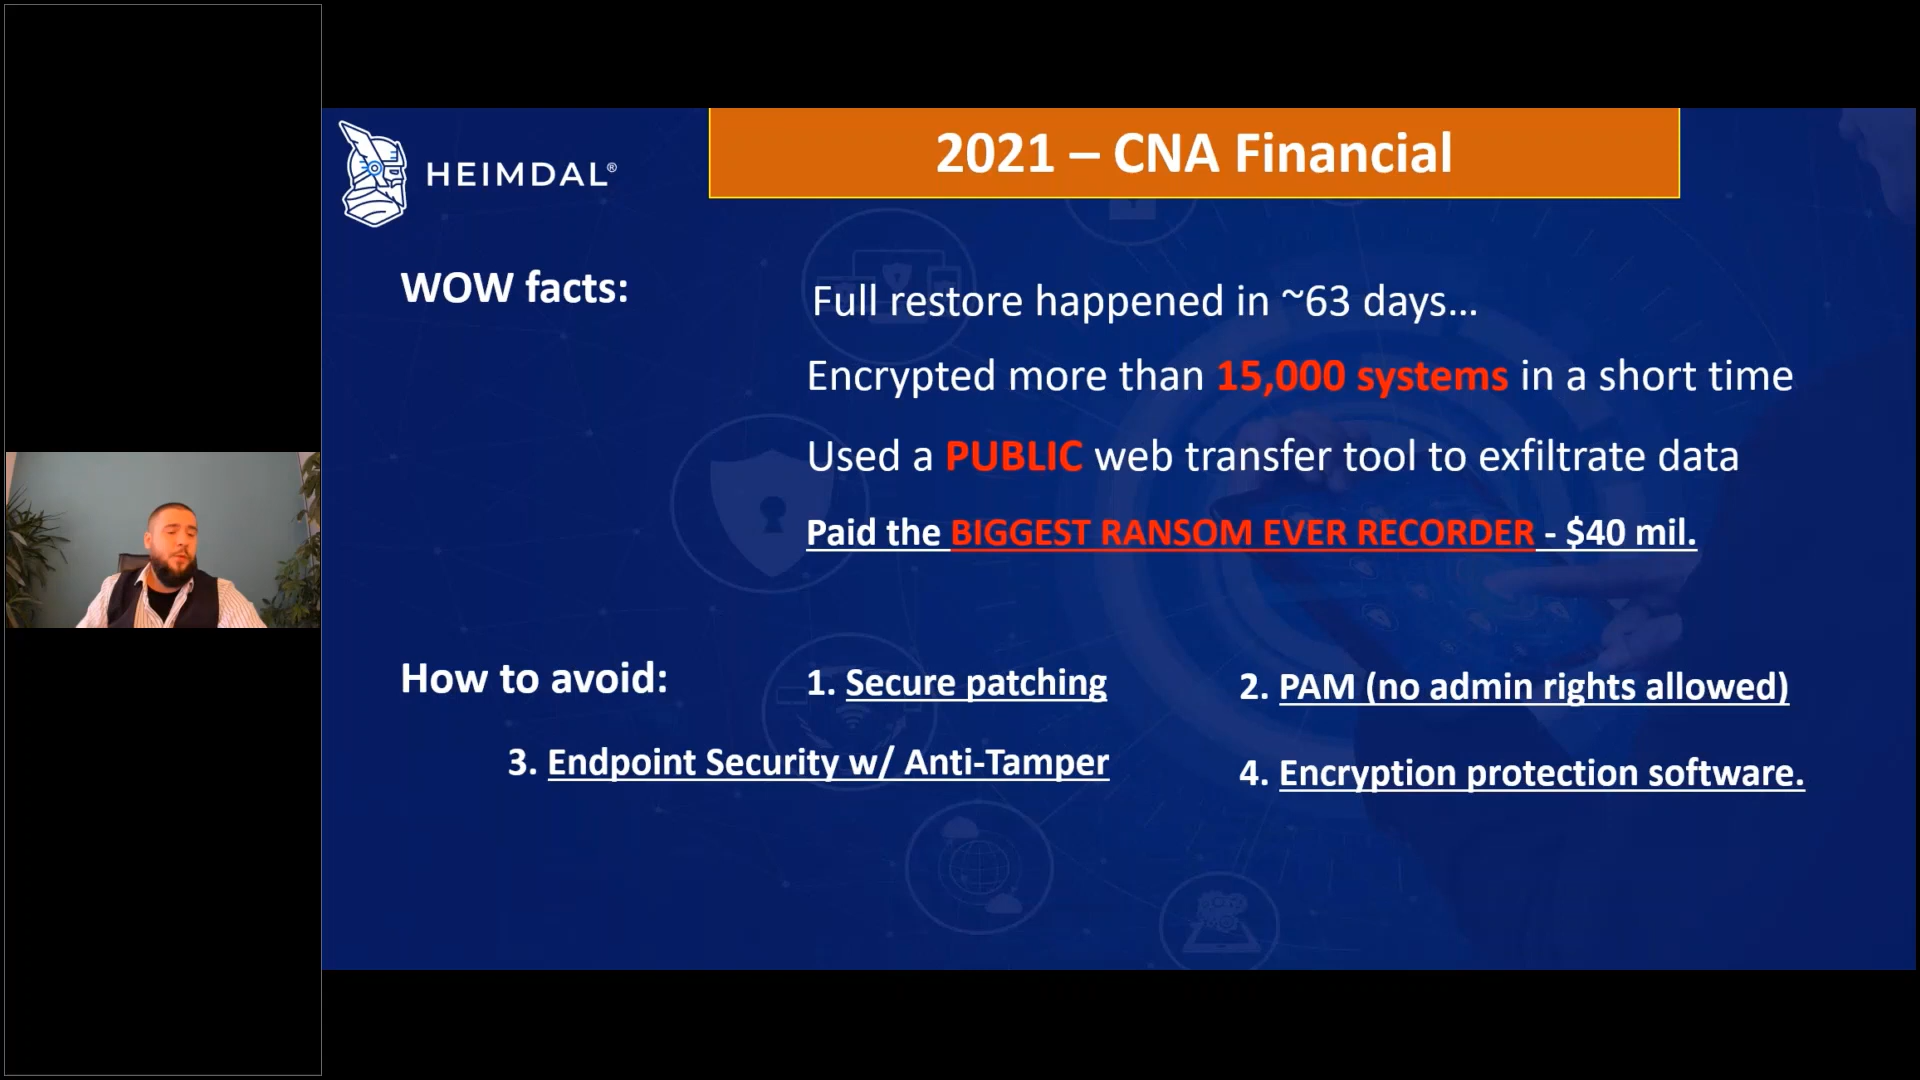 HEIMDAL®
2021 – CNA Financial
WOW facts:
Full restore happened in ~63 days...
Encrypted more than 15,000 systems in a short time
Used a PUBLIC web transfer tool to exfiltrate data
Paid the BIGGEST RANSOM EVER RECORDER - $40 mil.
How to avoid:
1. Secure patching
2. PAM (no admin rights allowed)
3. Endpoint Security w/ Anti-Tamper
4. Encryption protection software.